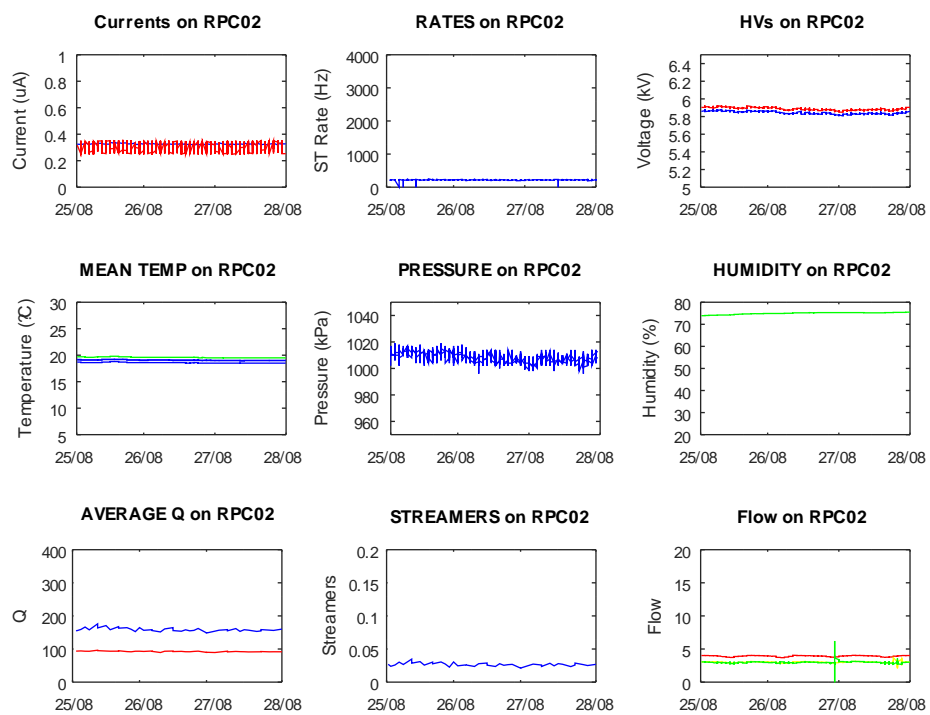 Currents on RPC02
RATES on RPC02
HVs on RPC02
Current (uA)
1
0.8
0.6
0.4
0.2
0
25/08 26/08 27/08 28/08
ST Rate (Hz)
4000
3000
2000
1000
0
25/08 26/08 27/08 28/08
Voltage (kV)
6.4
6.2
6
5.8
5.6
5.4
5.2
5
25/08 26/08 27/08 28/08
MEAN TEMP on RPC02
PRESSURE on RPC02
HUMIDITY on RPC02
Temperature (?C)
30
25
20
15
10
5
25/08 26/08 27/08 28/08
Pressure (kPa)
1040
1020
1000
980
960
25/08 26/08 27/08 28/08
Humidity (%)
80
70
60
50
40
30
20
25/08 26/08 27/08 28/08
AVERAGE Q on RPC02
STREAMERS on RPC02
Flow on RPC02
Q
400
300
200
100
0
25/08 26/08 27/08 28/08
Streamers
0.2
0.15
0.1
0.05
0
25/08 26/08 27/08 28/08
Flow
20
15
10
5
0
25/08 26/08 27/08 28/08